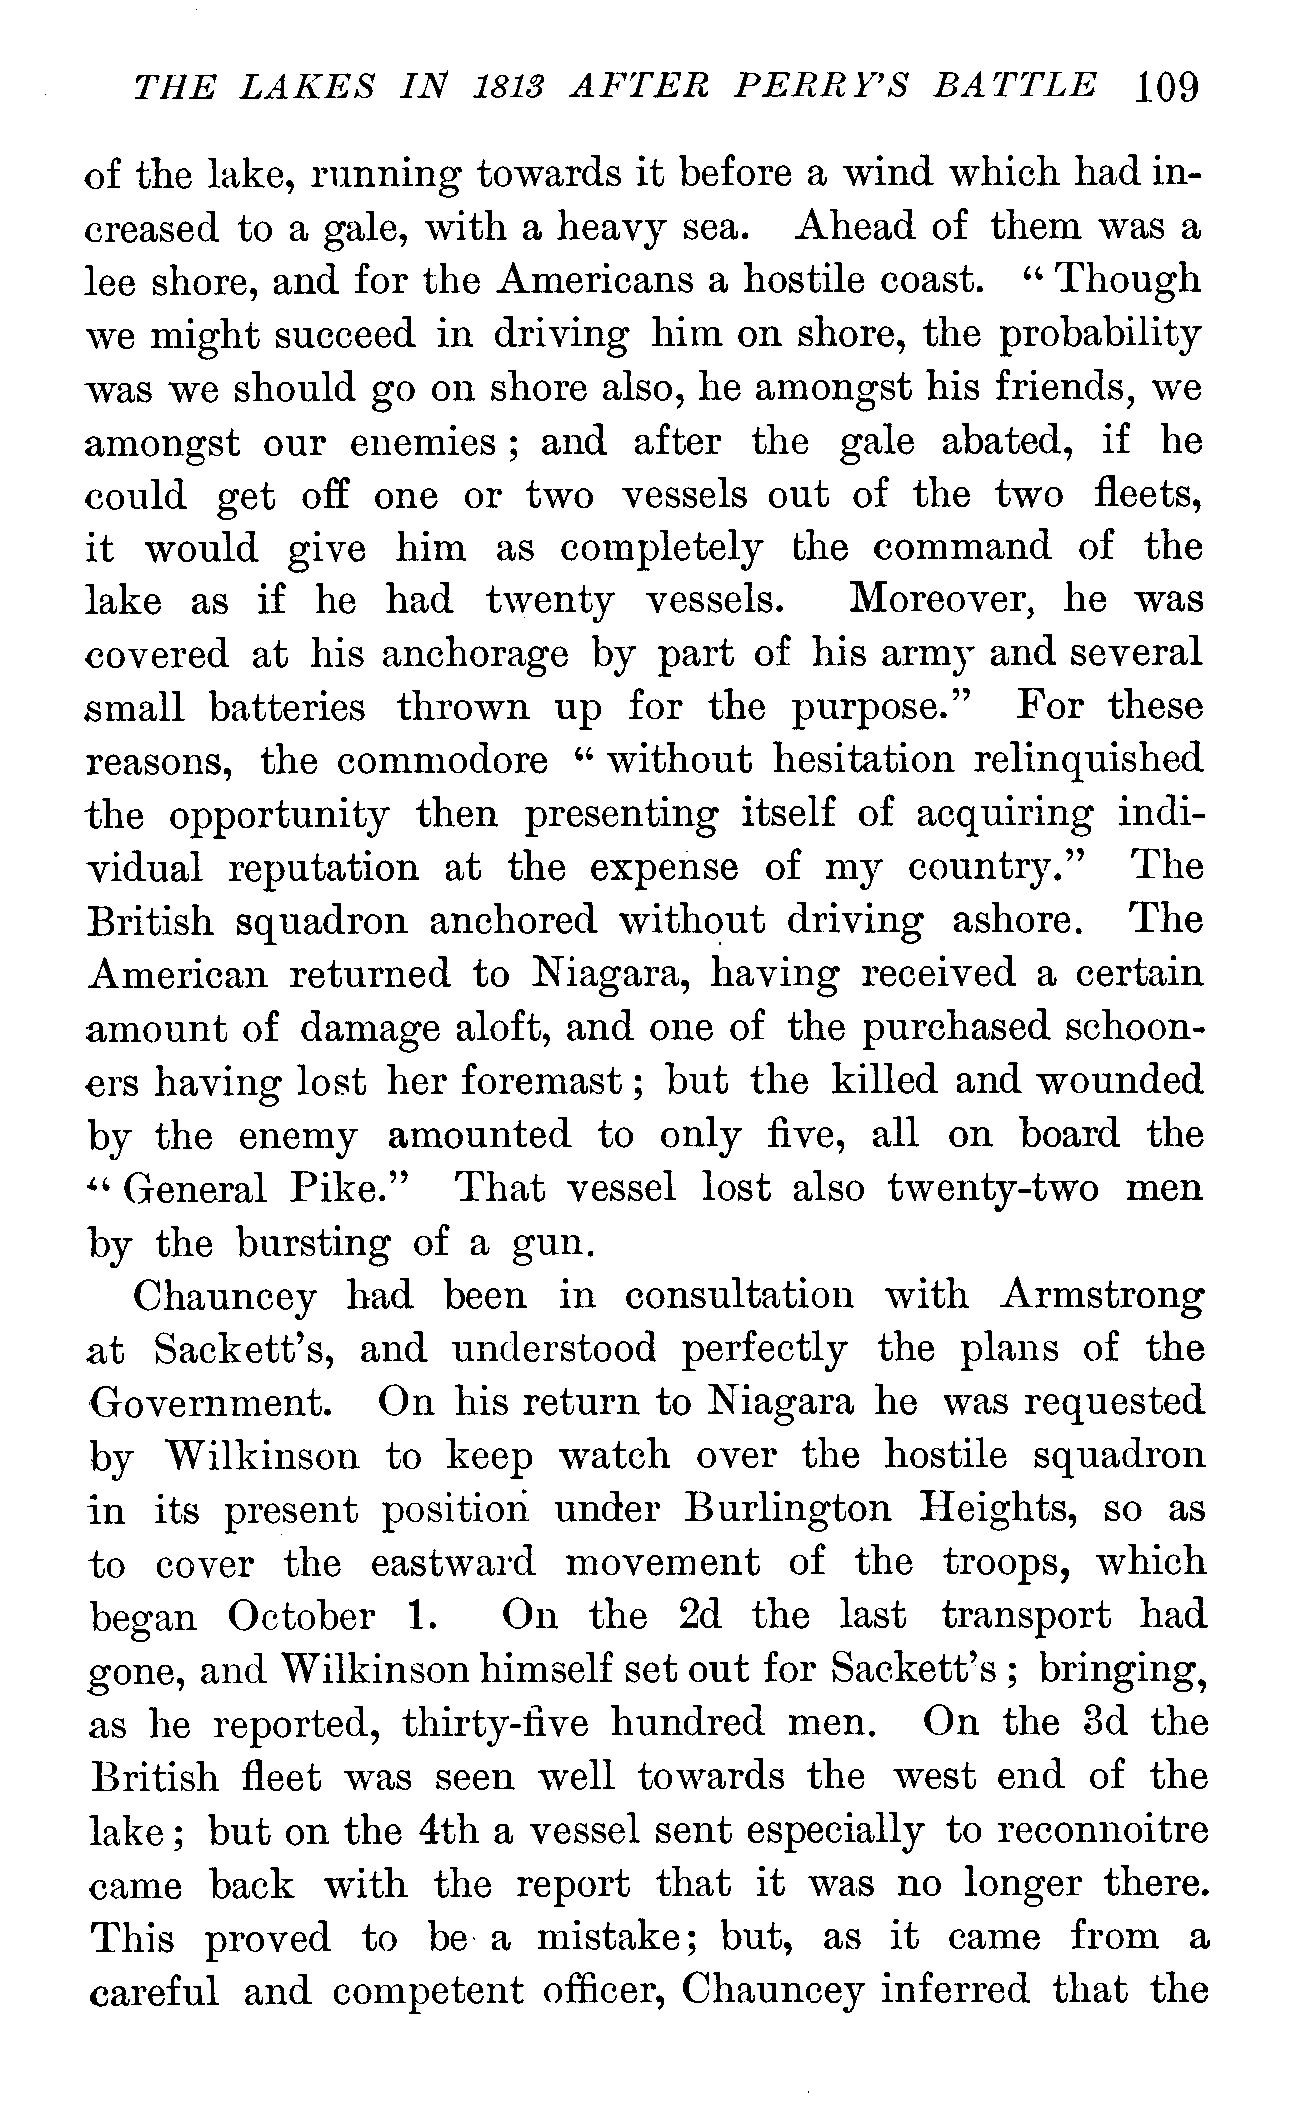 THE LAKES IN 1813 AFTER PERRY'S BATTLE 109
of the lake, running towards it before a wind which had in-
creased to a gale, with a heavy sea. Ahead of them was a
lee shore, and for the Americans a hostile coast. “ Though
we might succeed in driving him on shore, the probability
was we should go on shore also, he amongst his friends, we
amongst our enemies ; and after the gale abated, if he
could get off one or two vessels out of the two fleets,
it would give him as completely the command of the
lake as if he had twenty vessels. Moreover, he was
covered at his anchorage by part of his army and several
small batteries thrown up for the purpose.” For these
reasons, the commodore “ without hesitation relinquished
the opportunity then presenting itself of acquiring indi-
vidual reputation at the expense of my country.” The
British squadron anchored without driving ashore. The
American returned to Niagara, having received a certain
amount of damage aloft, and one of the purchased schoon-
ers having lost her foremast ; but the killed and wounded
by the enemy amounted to only five, all on board the
“ General Pike.” That vessel lost also twenty-two men
by the bursting of a gun.
Chauncey had been in consultation with Armstrong
at Sackett's, and understood perfectly the plans of the
Government. On his return to Niagara he was requested
by Wilkinson to keep watch over the hostile squadron
in its present position under Burlington Heights, so as
to cover the eastward movement of the troops, which
began October 1. On the 2d the last transport had
gone, and Wilkinson himself set out for Sackett's ; bringing,
as he reported, thirty-five hundred men. On the 3d the
British fleet was seen well towards the west end of the
lake ; but on the 4th a vessel sent especially to reconnoitre
came back with the report that it was no longer there.
This proved to be a mistake; but, as it came from a
careful and competent officer, Chauncey inferred that the